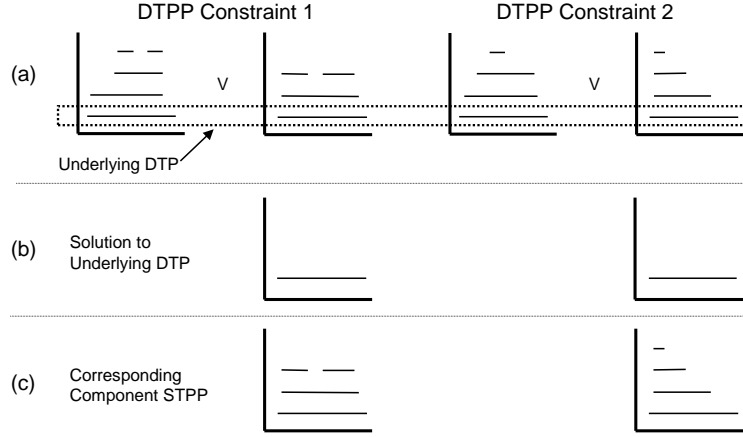 DTPP Constraint 1
DTPP Constraint 2
(a)
V
V
Underlying DTP
(b)
Solution to
Underlying DTP
(c)
Corresponding
Component STPP